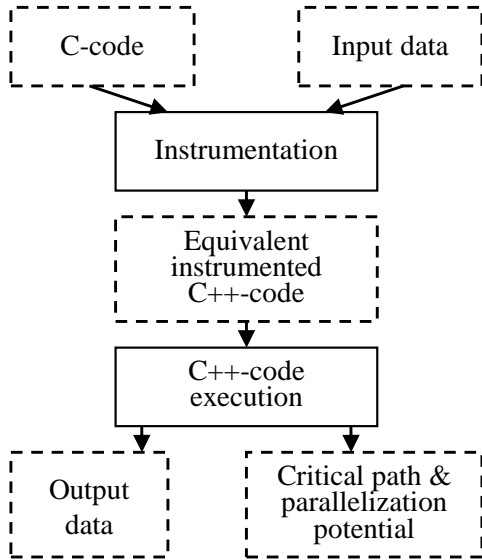 C-code
Input data
Instrumentation
Equivalent
instrumented
C++-code
C++-code
execution
Output
data
Critical path &
parallelization
potential